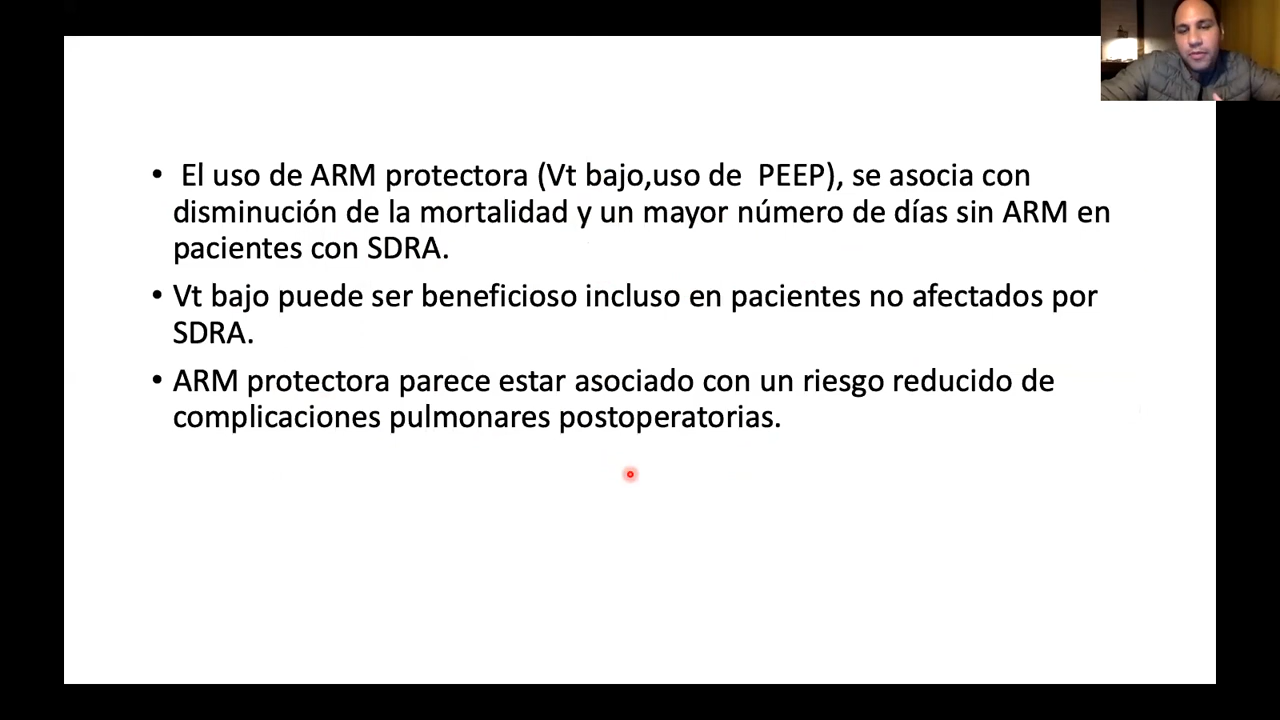 • El uso de ARM protectora (Vt bajo,uso de  PEEP), se asocia con
disminución de la mortalidad y un mayor número de días sin ARM en
pacientes con SDRA.
• Vt bajo puede ser beneficioso incluso en pacientes no afectados por
SDRA.
• ARM protectora parece estar asociado con un riesgo reducido de
complicaciones pulmonares postoperatorias.